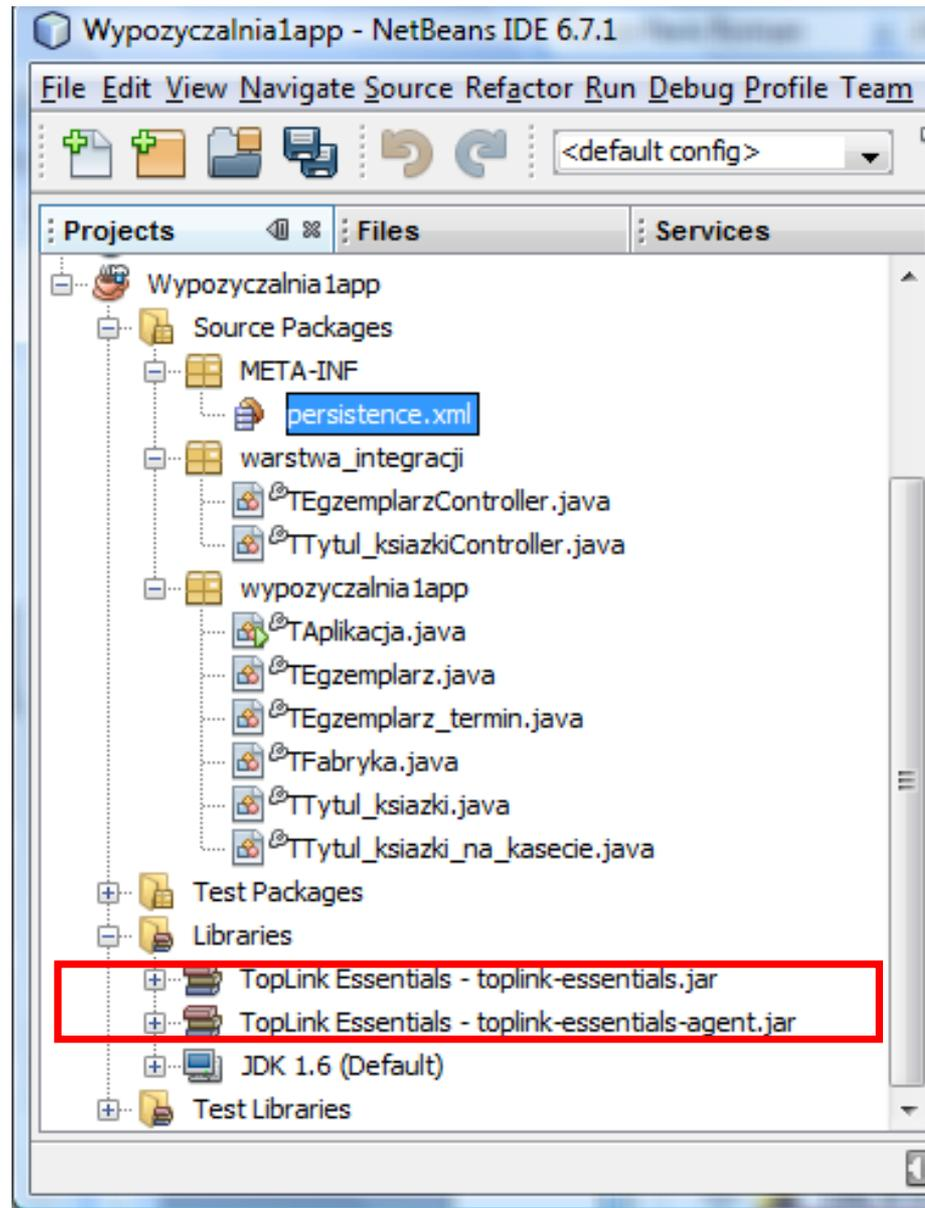 Wypozyczalnia1app - NetBeans IDE 6.7.1
File Edit View Navigate Source Refactor Run Debug Profile Team
<default config>
Projects Files Services
Wypozyczalnia1app
Source Packages
META-INF
persistence.xml
warstwa_integracji
TEgzemplarzController.java
TTytul_ksiazkiController.java
wypozyczalnia1app
TAplikacja.java
TEgzemplarz.java
TEgzemplarz_termin.java
TFabryka.java
TTytul_ksiazki.java
TTytul_ksiazki_na_kasecie.java
Test Packages
Libraries
TopLink Essentials - toplink-essentials.jar
TopLink Essentials - toplink-essentials-agent.jar
JDK 1.6 (Default)
Test Libraries